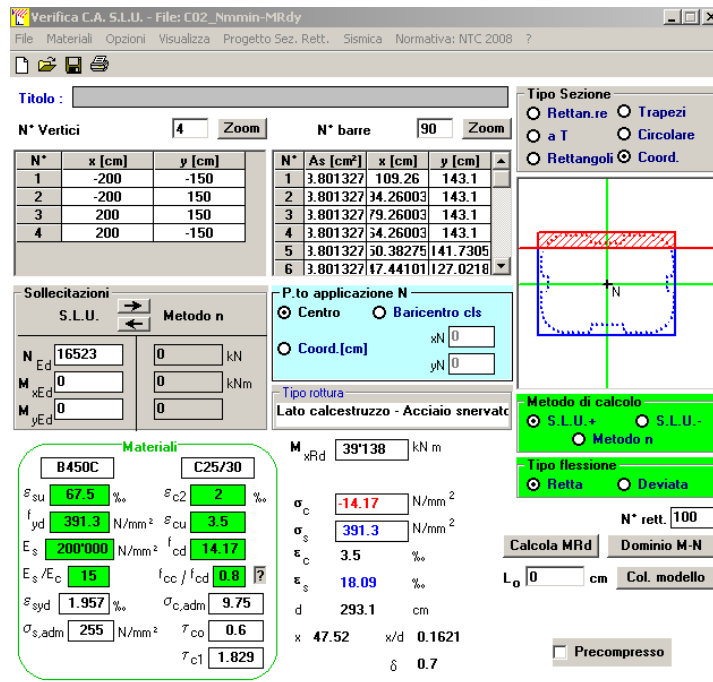 Verifica C.A. S.L.U. - File: C02_Nmmin-MRdy
File Materiali Opzioni Visualizza Progetto Sez. Rett. Sismica Normativa: NTC 2008 ?
Titolo :
N* Vertici 4 Zoom N* barre 90 Zoom
N* x [cm] y [cm]
1 -200 -150
2 -200 150
3 200 150
4 200 -150
N* As [cm²] x [cm] y [cm]
1 3.801327 109.26 143.1
2 3.801327 94.26003 143.1
3 3.801327 79.26003 143.1
4 3.801327 143.1
5 3.801327 141.7305
6 3.801327 127.0218
Tipo Sezione
Rettan.re Trapezi
a T Circolare
Rettangoli Coord.
N
Sollecitazioni
S.L.U. Metodo n
N Ed 16523 0 kN
M xEd 0 0 kNm
M yEd 0 0
P.to applicazione N
Centro Baricentro cls
Coord.[cm] xN 0
yN 0
Tipo rottura
Lato calcestruzzo - Acciaio snervato
Metodo di calcolo
S.L.U.+ S.L.U.-
Metodo n
Tipo flessione
Retta Deviata
N* rett. 100
Calcola MRd Dominio M-N
L0 0 cm Col. modello
Precompresso
Materiali
B450C C25/30
εsu 67.5 ‰ εc2 2 ‰
fyd 391.3 N/mm² εcu 3.5
Es 200'000 N/mm² fcd 14.17
Es/Ec 15 fcc / fcd 0.8 ?
εsyd 1.957 ‰ σc,adm 9.75
σs,adm 255 N/mm² τco 0.6
τc1 1.829
M xRd 39'138 kN m
σc -14.17 N/mm²
σs 391.3 N/mm²
εc 3.5 ‰
εs 18.09 ‰
d 293.1 cm
x 47.52 x/d 0.1621
δ 0.7